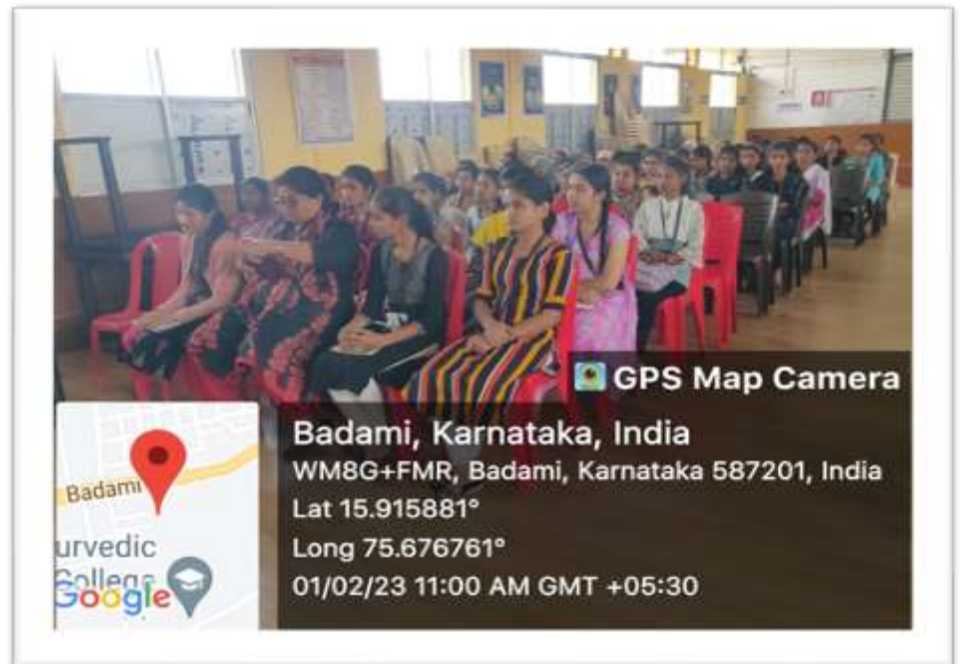 GPS Map Camera
Badami, Karnataka, India
WM8G+FMR, Badami, Karnataka 587201, India
Lat 15.915881°
Long 75.676761°
01/02/23 11:00 AM GMT +05:30
Badami
urvedic
College
Google